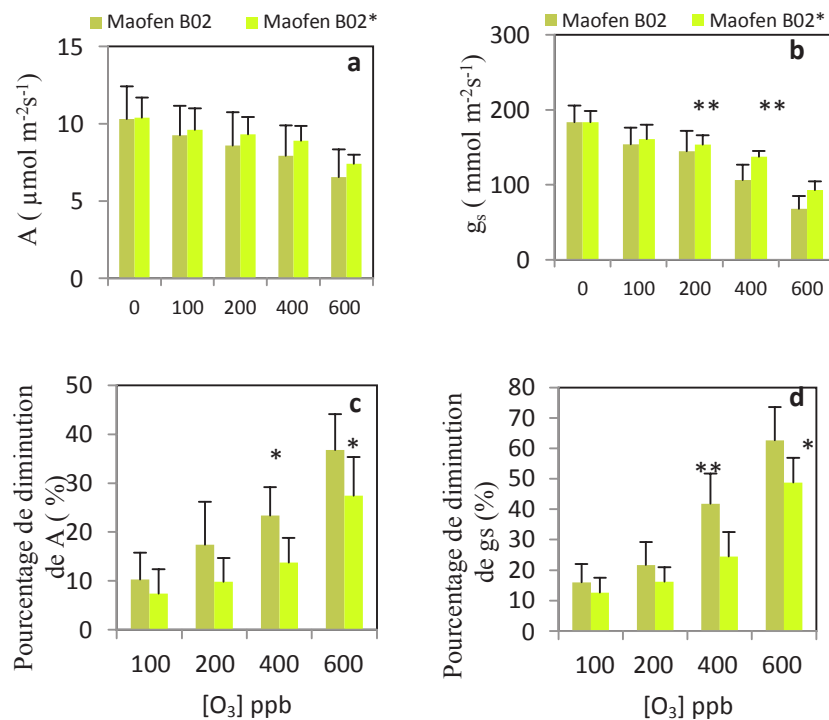 Maofen B02 Maofen B02*
a
A ( µmol m-2s-1)
15
10
5
0
0 100 200 400 600
Maofen B02 Maofen B02*
b
gs ( mmol m-2s-1)
300
200
100
0
** **
0 100 200 400 600
c
Pourcentage de diminution
de A ( %)
50
40
30
20
10
0
* *
100 200 400 600
[O3] ppb
d
Pourcentage de diminution
de gs (%)
80
70
60
50
40
30
20
10
0
** *
100 200 400 600
[O3] ppb